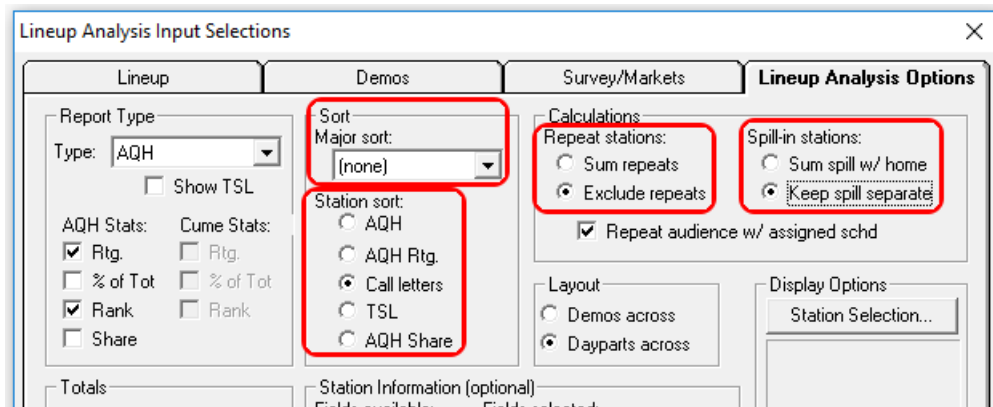 Lineup Analysis Input Selections
Lineup
Demos
Survey/Markets
Lineup Analysis Options
Report Type
Type: AQH
Show TSL
AQH Stats: Cume Stats:
Rtg. Rtg.
% of Tot % of Tot
Rank Rank
Share
Sort
Major sort:
(none)
Station sort:
AQH
AQH Rtg.
Call letters
TSL
AQH Share
Calculations
Repeat stations:
Sum repeats
Exclude repeats
Spill-in stations:
Sum spill w/ home
Keep spill separate
Repeat audience w/ assigned schd
Layout
Demos across
Dayparts across
Display Options
Station Selection...
Totals
Station Information (optional)
Fields available: Fields selected: